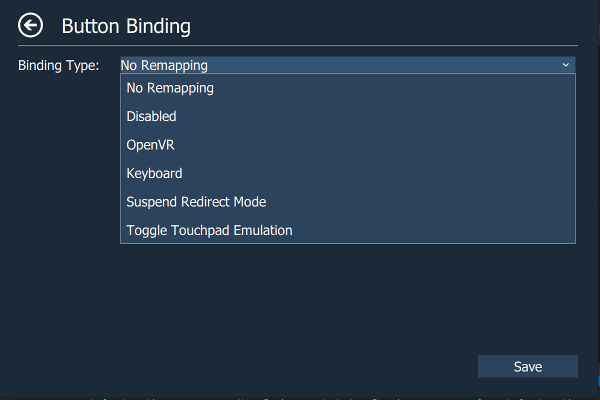 Button Binding
Binding Type: No Remapping
No Remapping
Disabled
OpenVR
Keyboard
Suspend Redirect Mode
Toggle Touchpad Emulation
Save